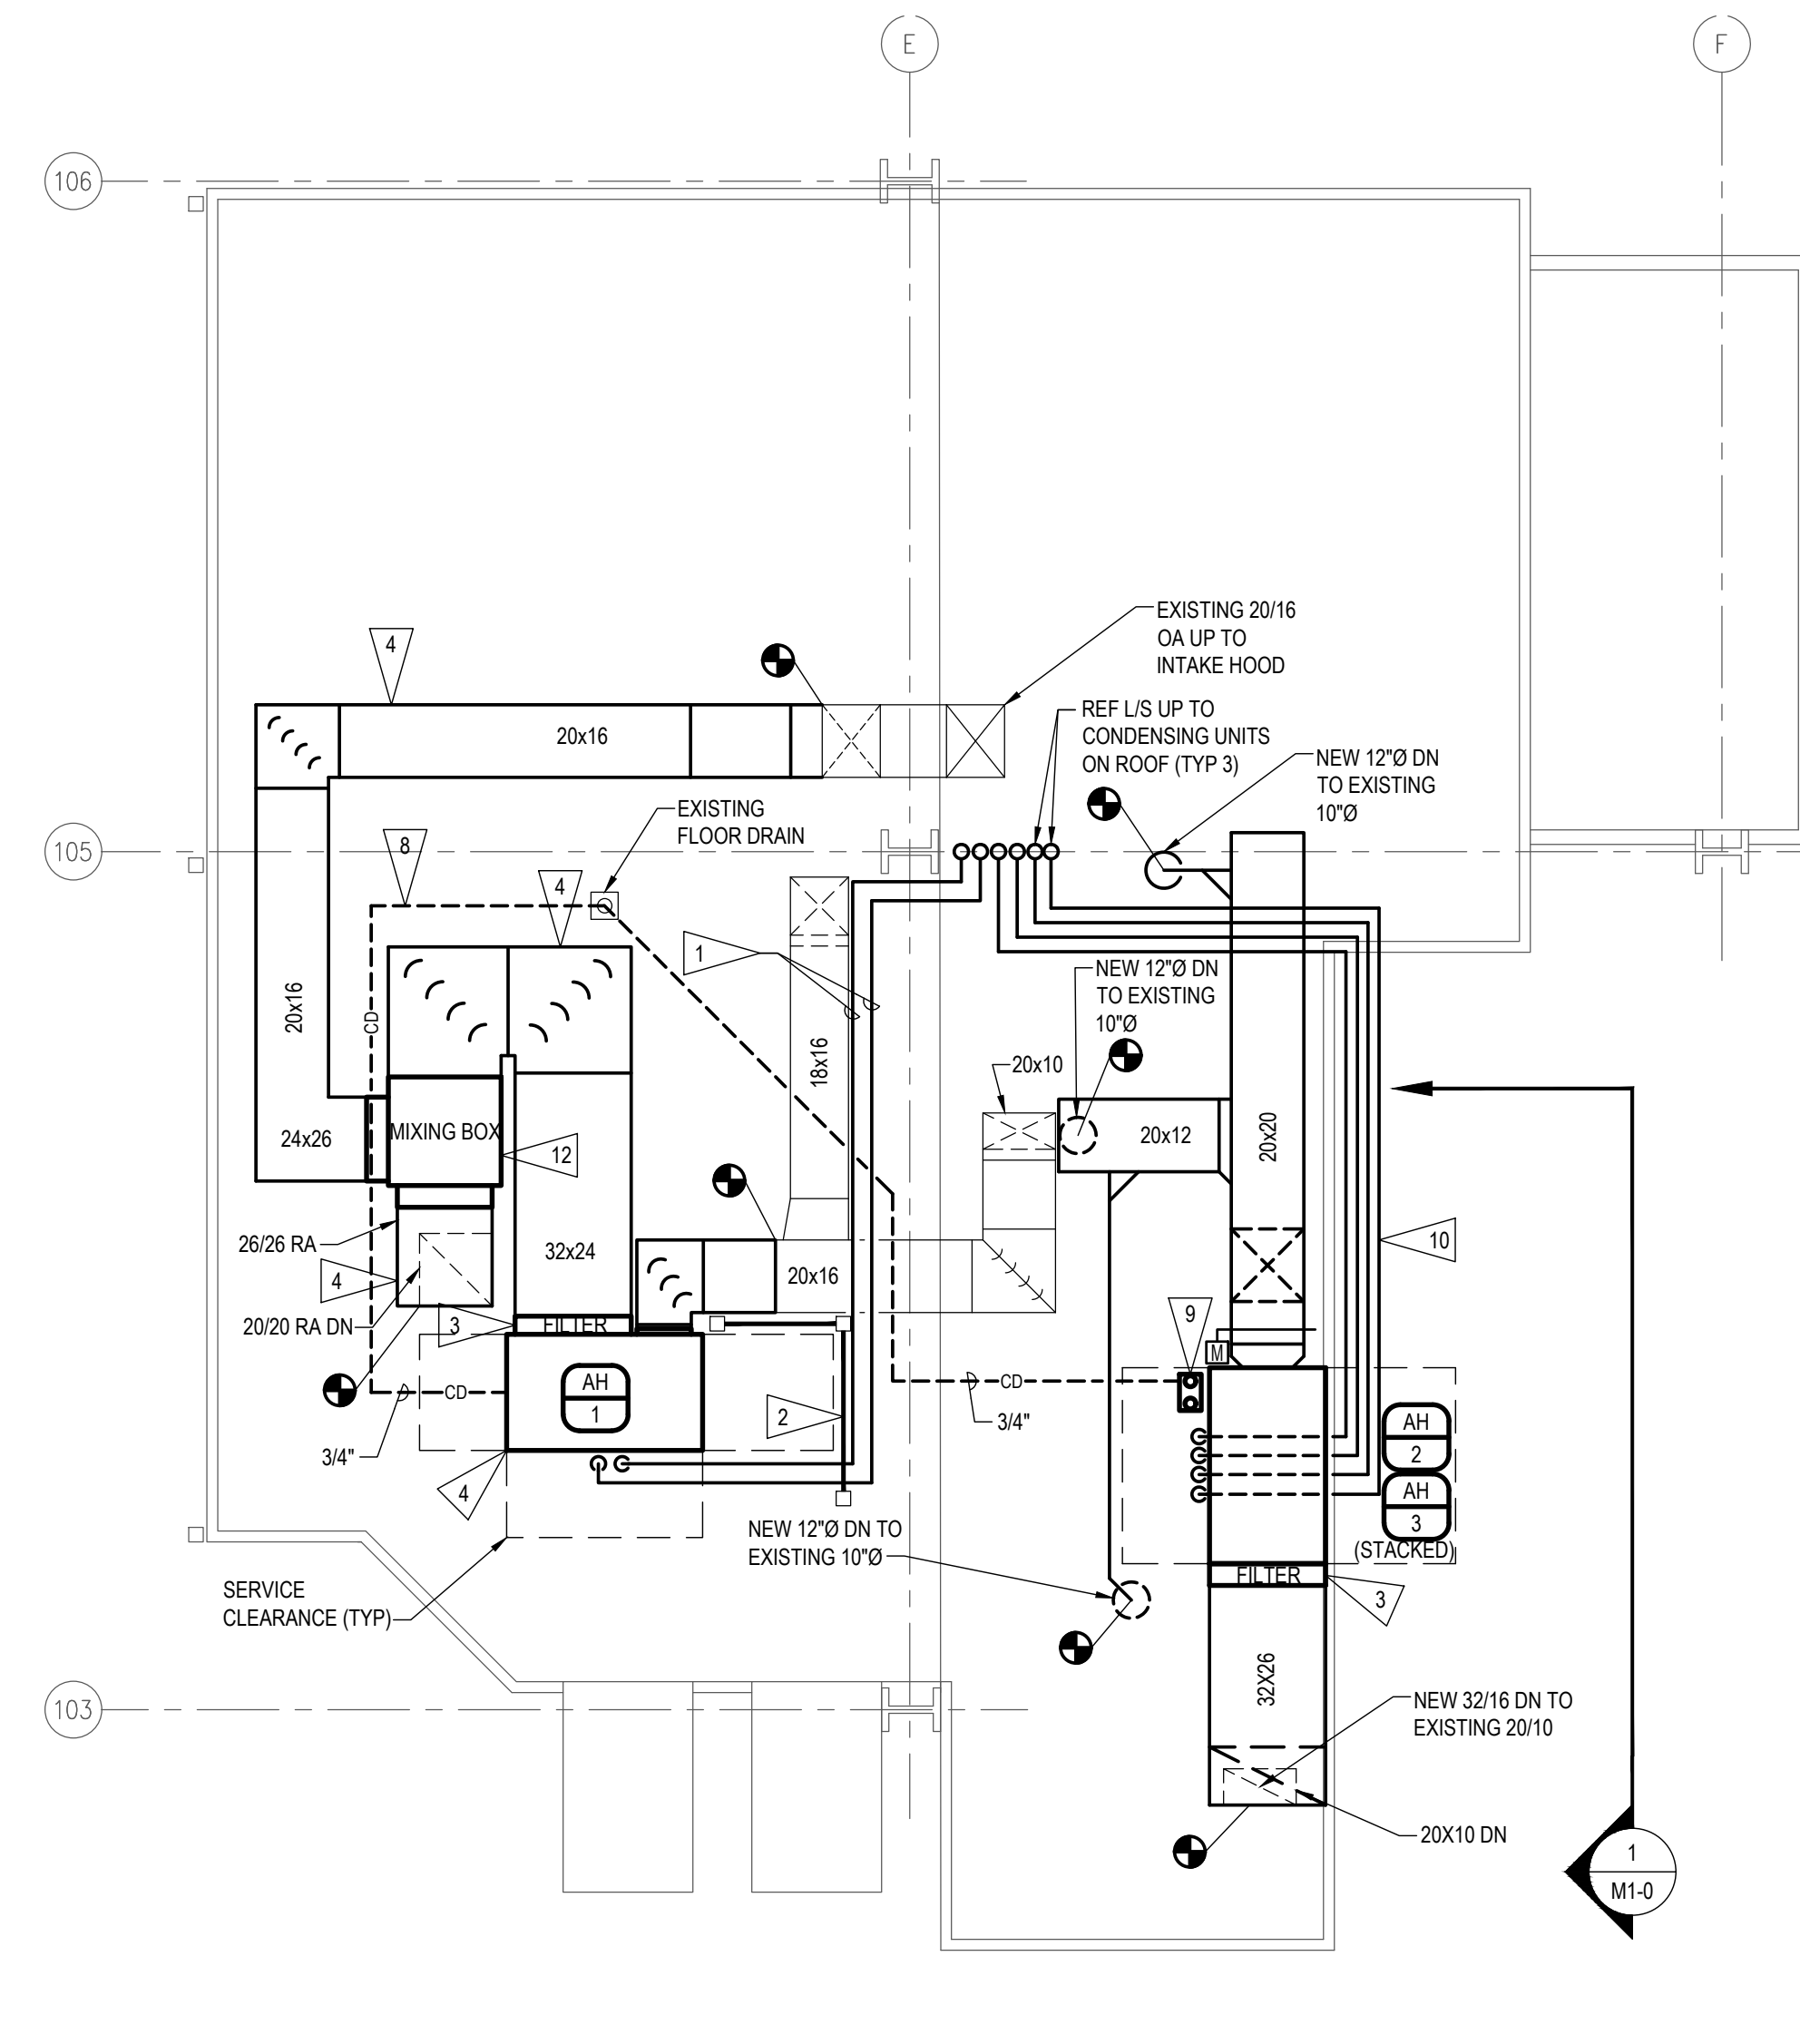 E
F
106
4
EXISTING 20/16
OA UP TO
INTAKE HOOD
20x16
REF L/S UP TO
CONDENSING UNITS
ON ROOF (TYP 3)
NEW 12"Ø DN
TO EXISTING
10"Ø
EXISTING
FLOOR DRAIN
105
8
4
1
NEW 12"Ø DN
TO EXISTING
10"Ø
20x16
CD
18x16
20x10
24x26
MIXING BOX
12
20x12
20x20
26/26 RA
32x24
10
4
20x16
20/20 RA DN
3
FILTER
9
M
AH
1
CD
2
CD
3/4"
AH
2
3/4"
4
AH
3
(STACKED)
NEW 12"Ø DN TO
EXISTING 10"Ø
FILTER
3
SERVICE
CLEARANCE (TYP)
32X26
103
NEW 32/16 DN TO
EXISTING 20/10
20X10 DN
1
M1-0